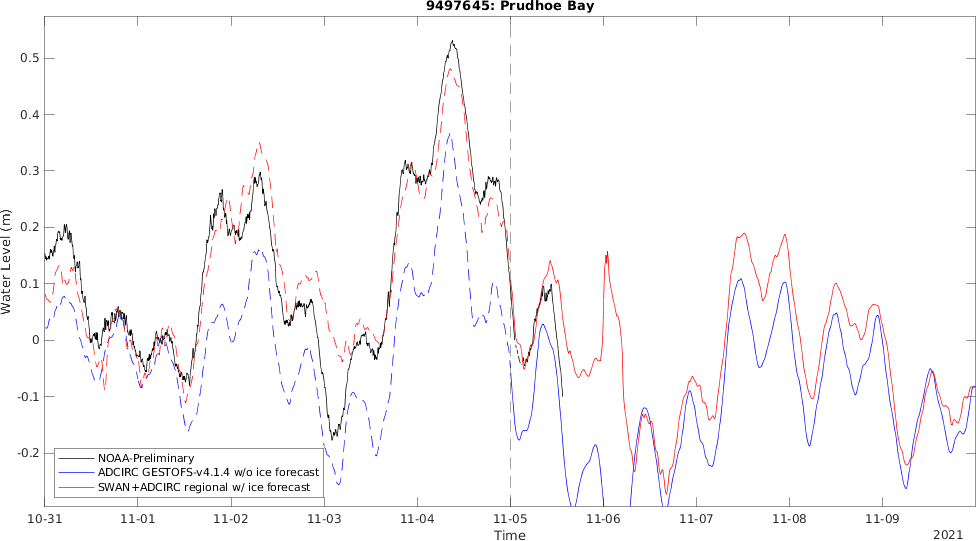 9497645: Prudhoe Bay
Water Level (m)
0.5
0.4
0.3
0.2
0.1
0
-0.1
-0.2
NOAA-Preliminary
ADCIRC GESTOFS-v4.1.4 w/o ice forecast
SWAN+ADCIRC regional w/ ice forecast
10-31 11-01 11-02 11-03 11-04 11-05 11-06 11-07 11-08 11-09
Time
2021